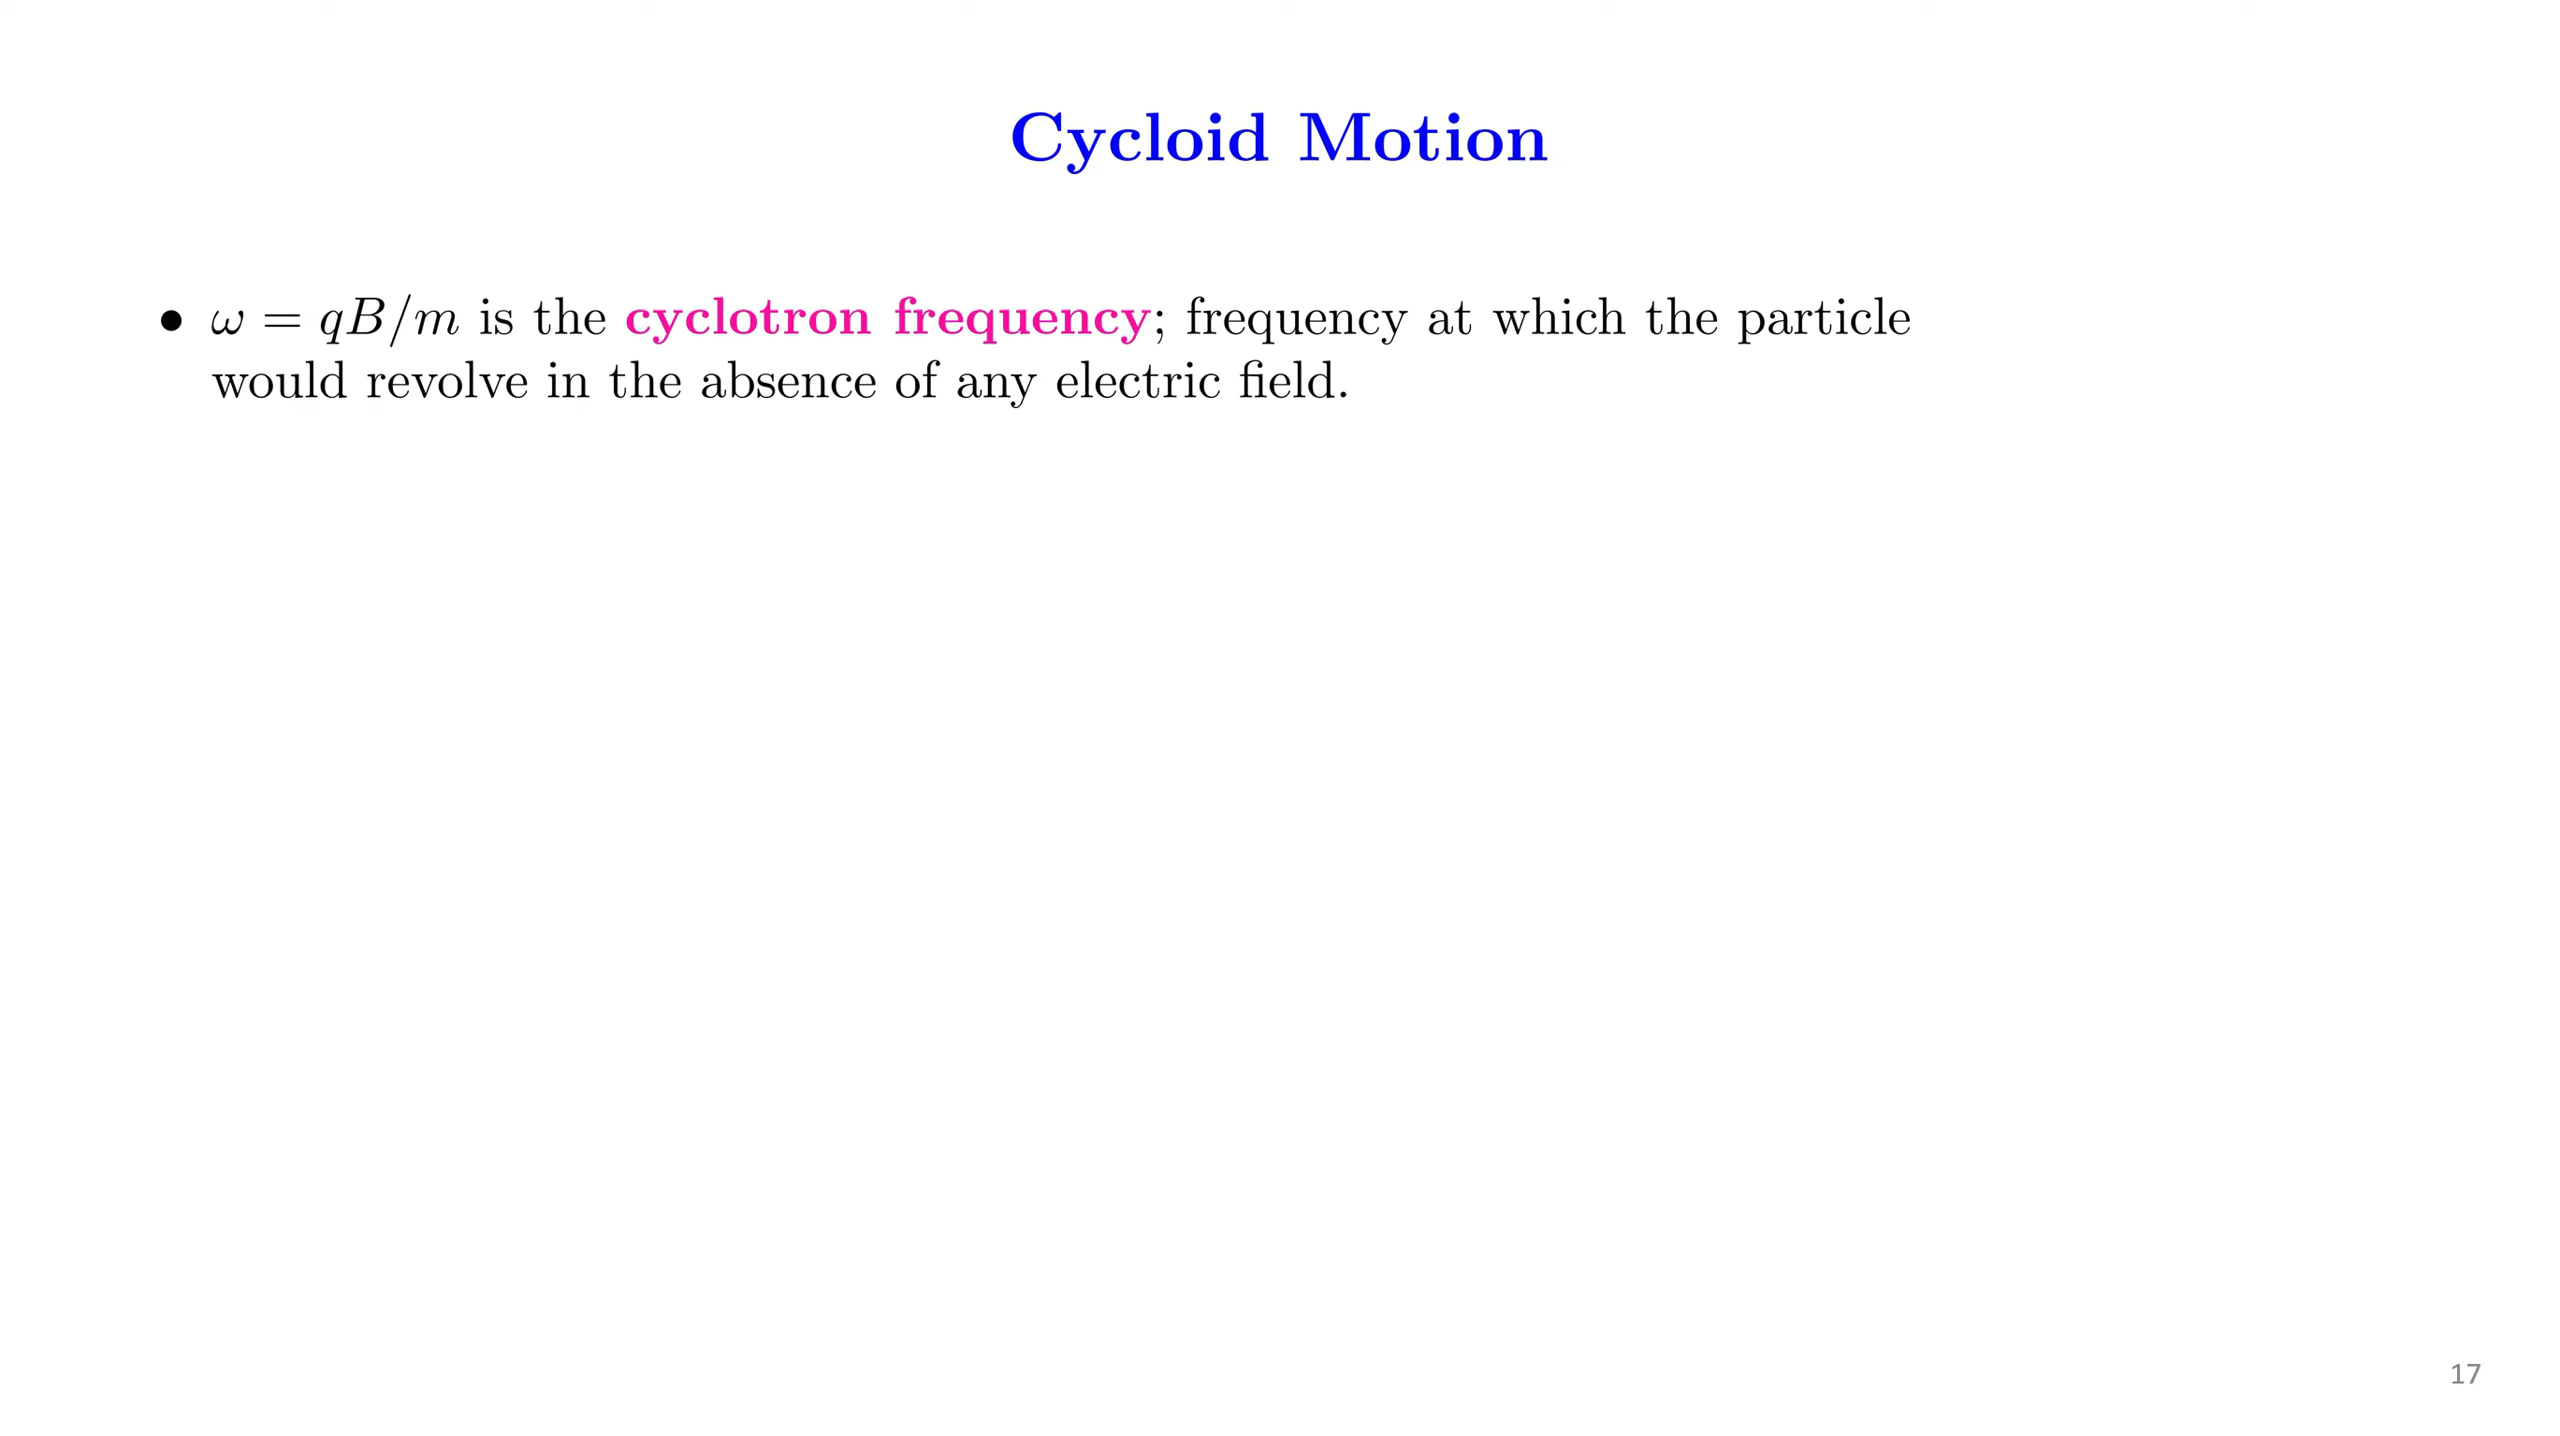 Cycloid Motion
• ω = qB/m is the cyclotron frequency; frequency at which the particle
would revolve in the absence of any electric field.
17